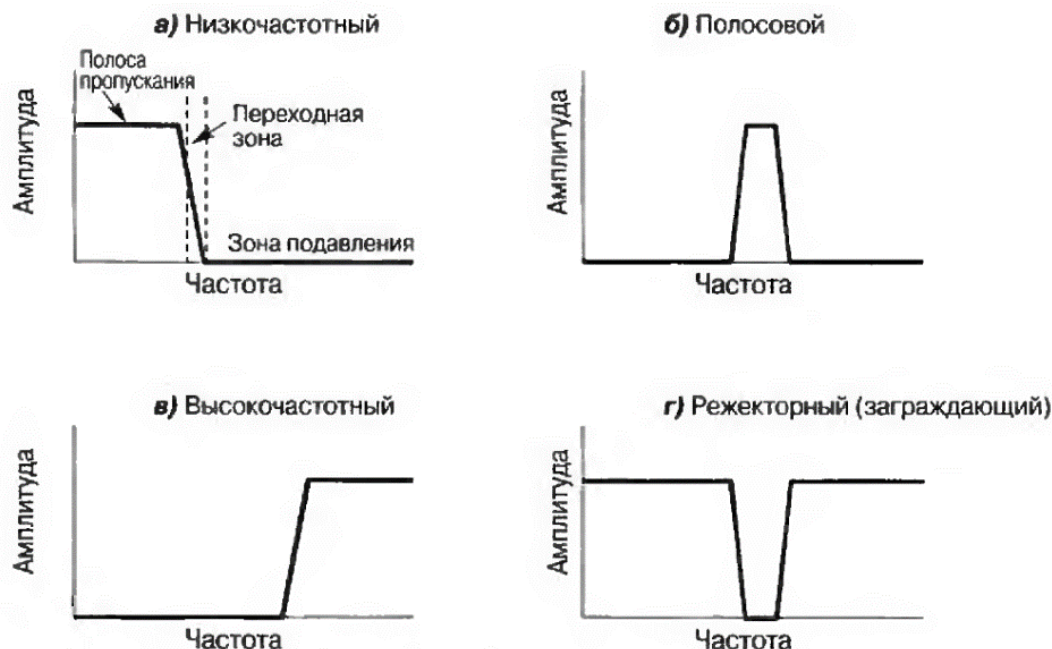 а) Низкочастотный
Полоса
пропускания
Переходная
зона
Зона подавления
Амплитуда
Частота
б) Полосовой
Амплитуда
Частота
в) Высокочастотный
Амплитуда
Частота
г) Режекторный (заграждающий)
Амплитуда
Частота